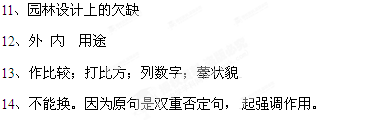 11、园林设计上的欠缺
12、外 内 用途
13、作比较；打比方；列数字；摹状貌
14、不能换。因为原句是双重否定句， 起强调作用。